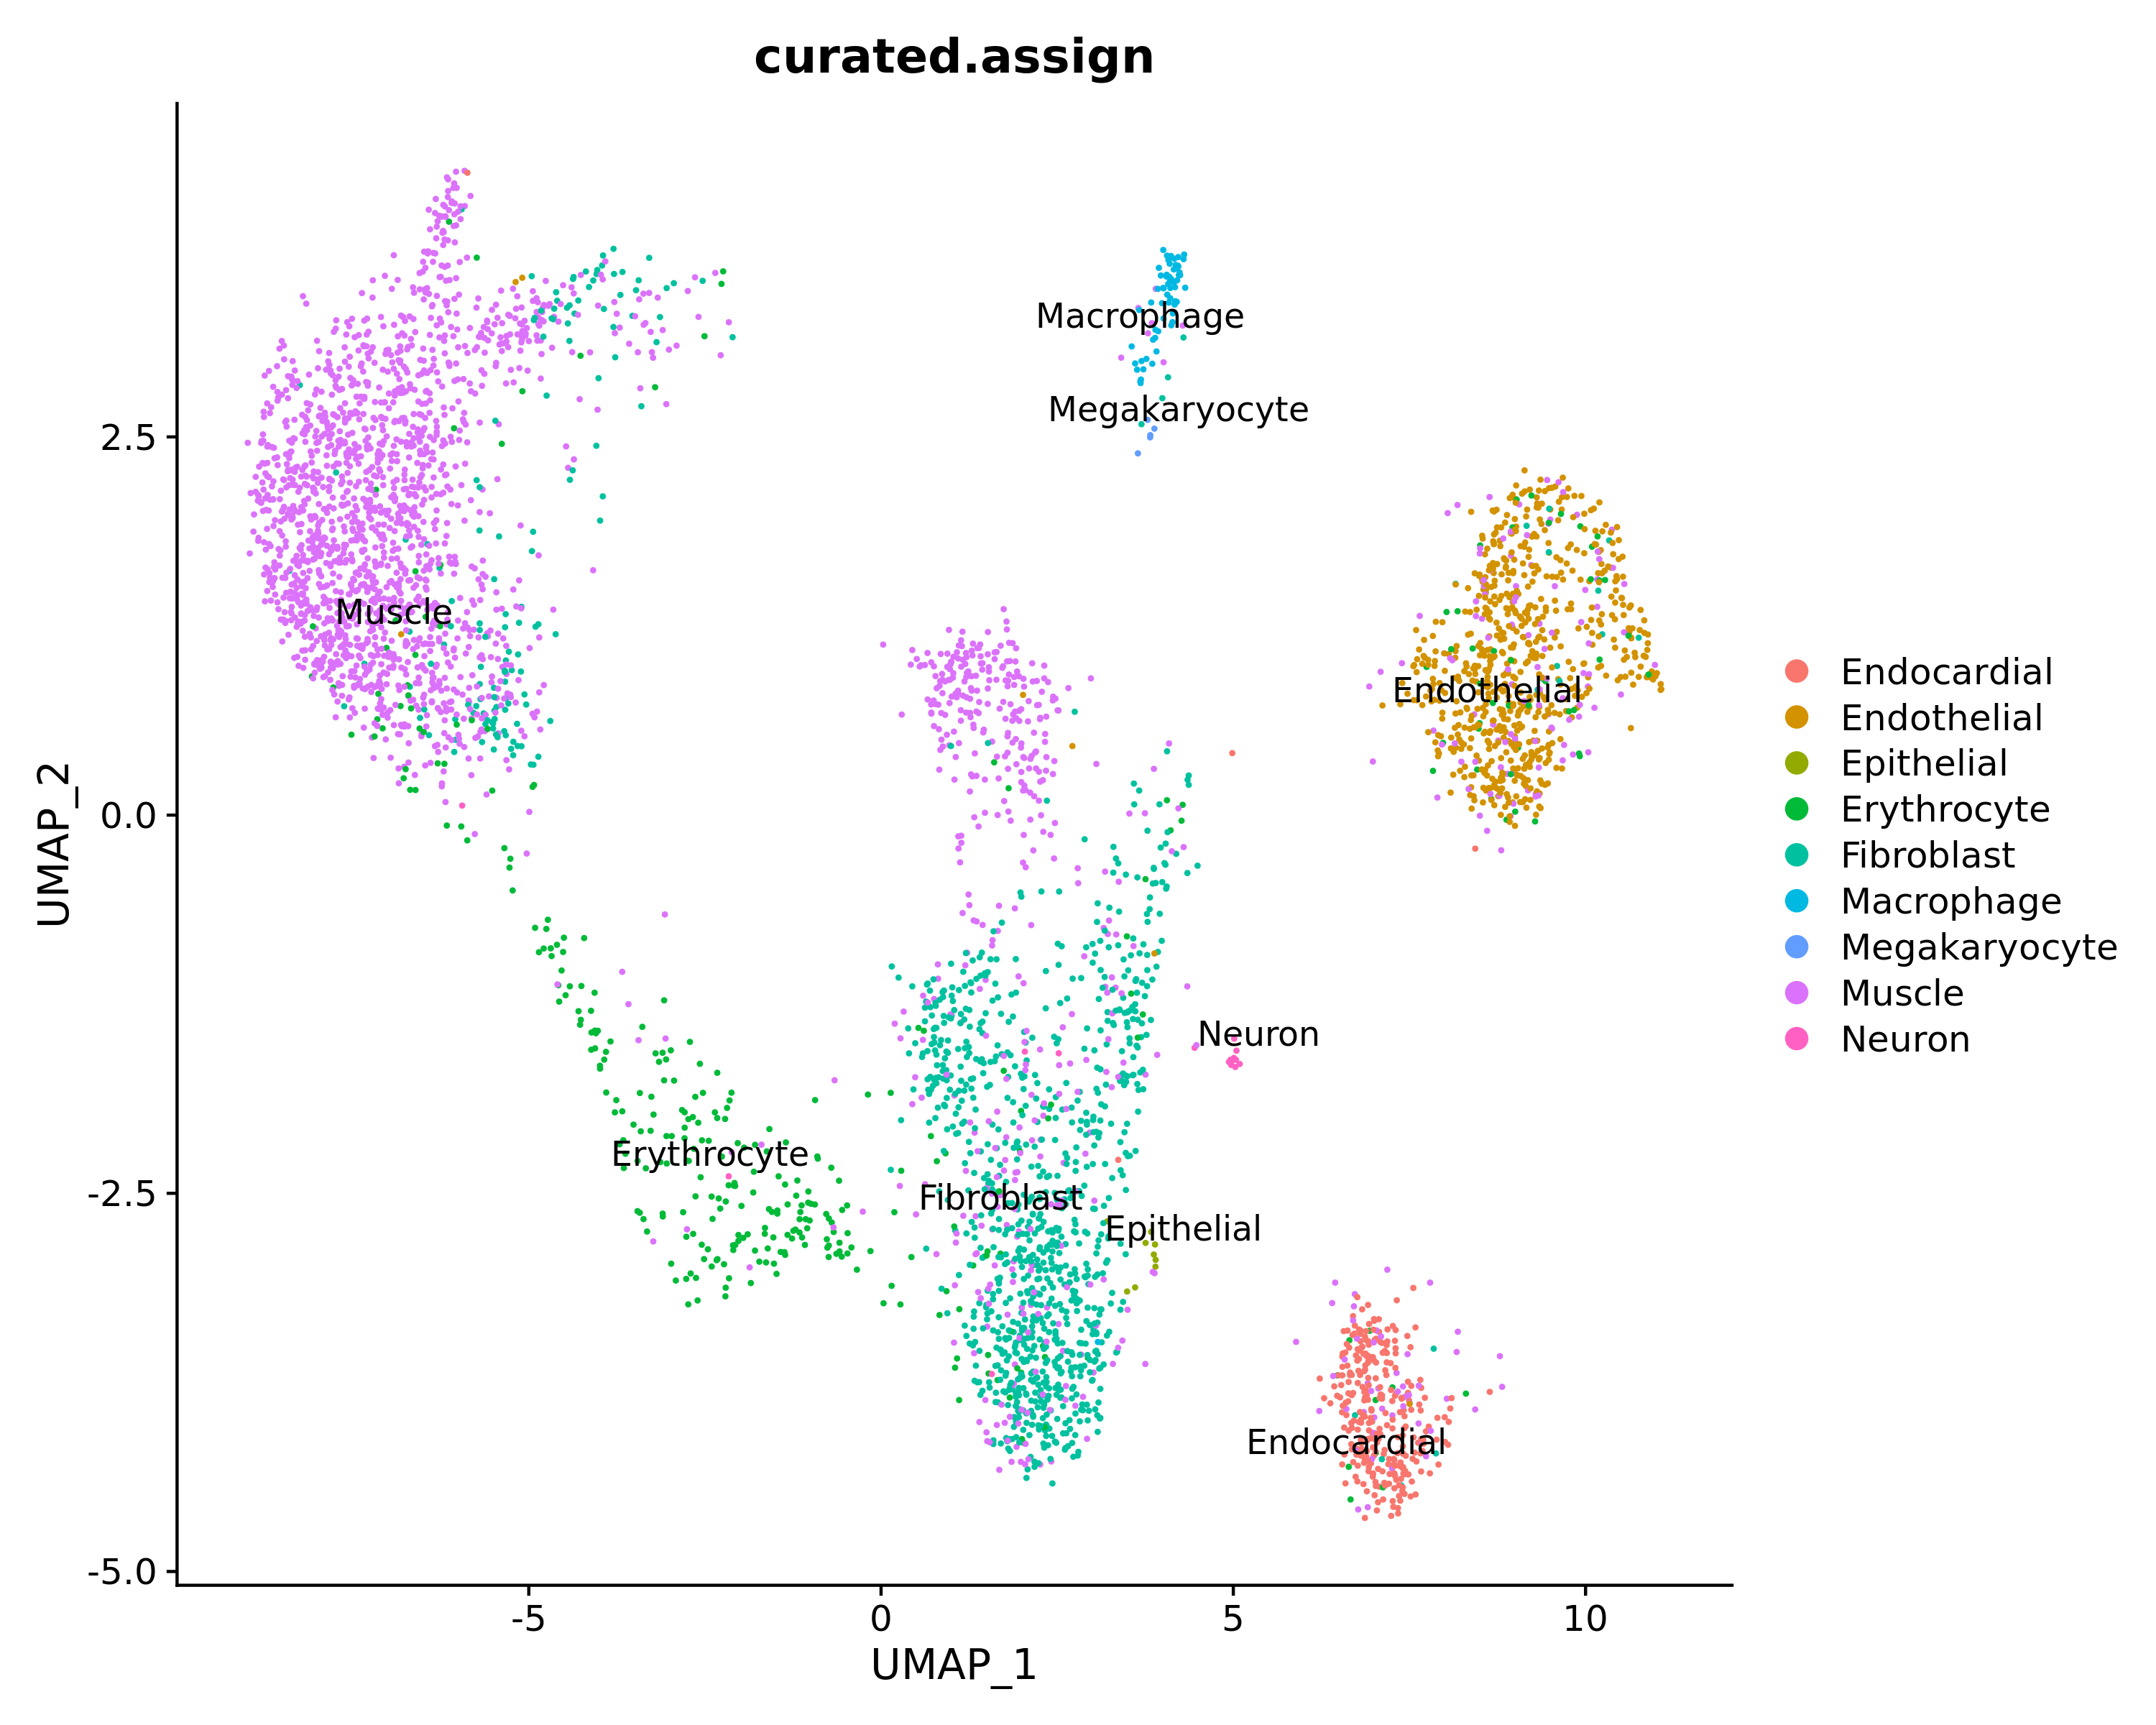 curated.assign
Macrophage
Megakaryocyte
Muscle
Endothelial
Neuron
Erythrocyte
Fibroblast
Epithelial
Endocardial
UMAP_2
2.5
0.0
-2.5
-5.0
-5
0
5
10
UMAP_1
Endocardial
Endothelial
Epithelial
Erythrocyte
Fibroblast
Macrophage
Megakaryocyte
Muscle
Neuron